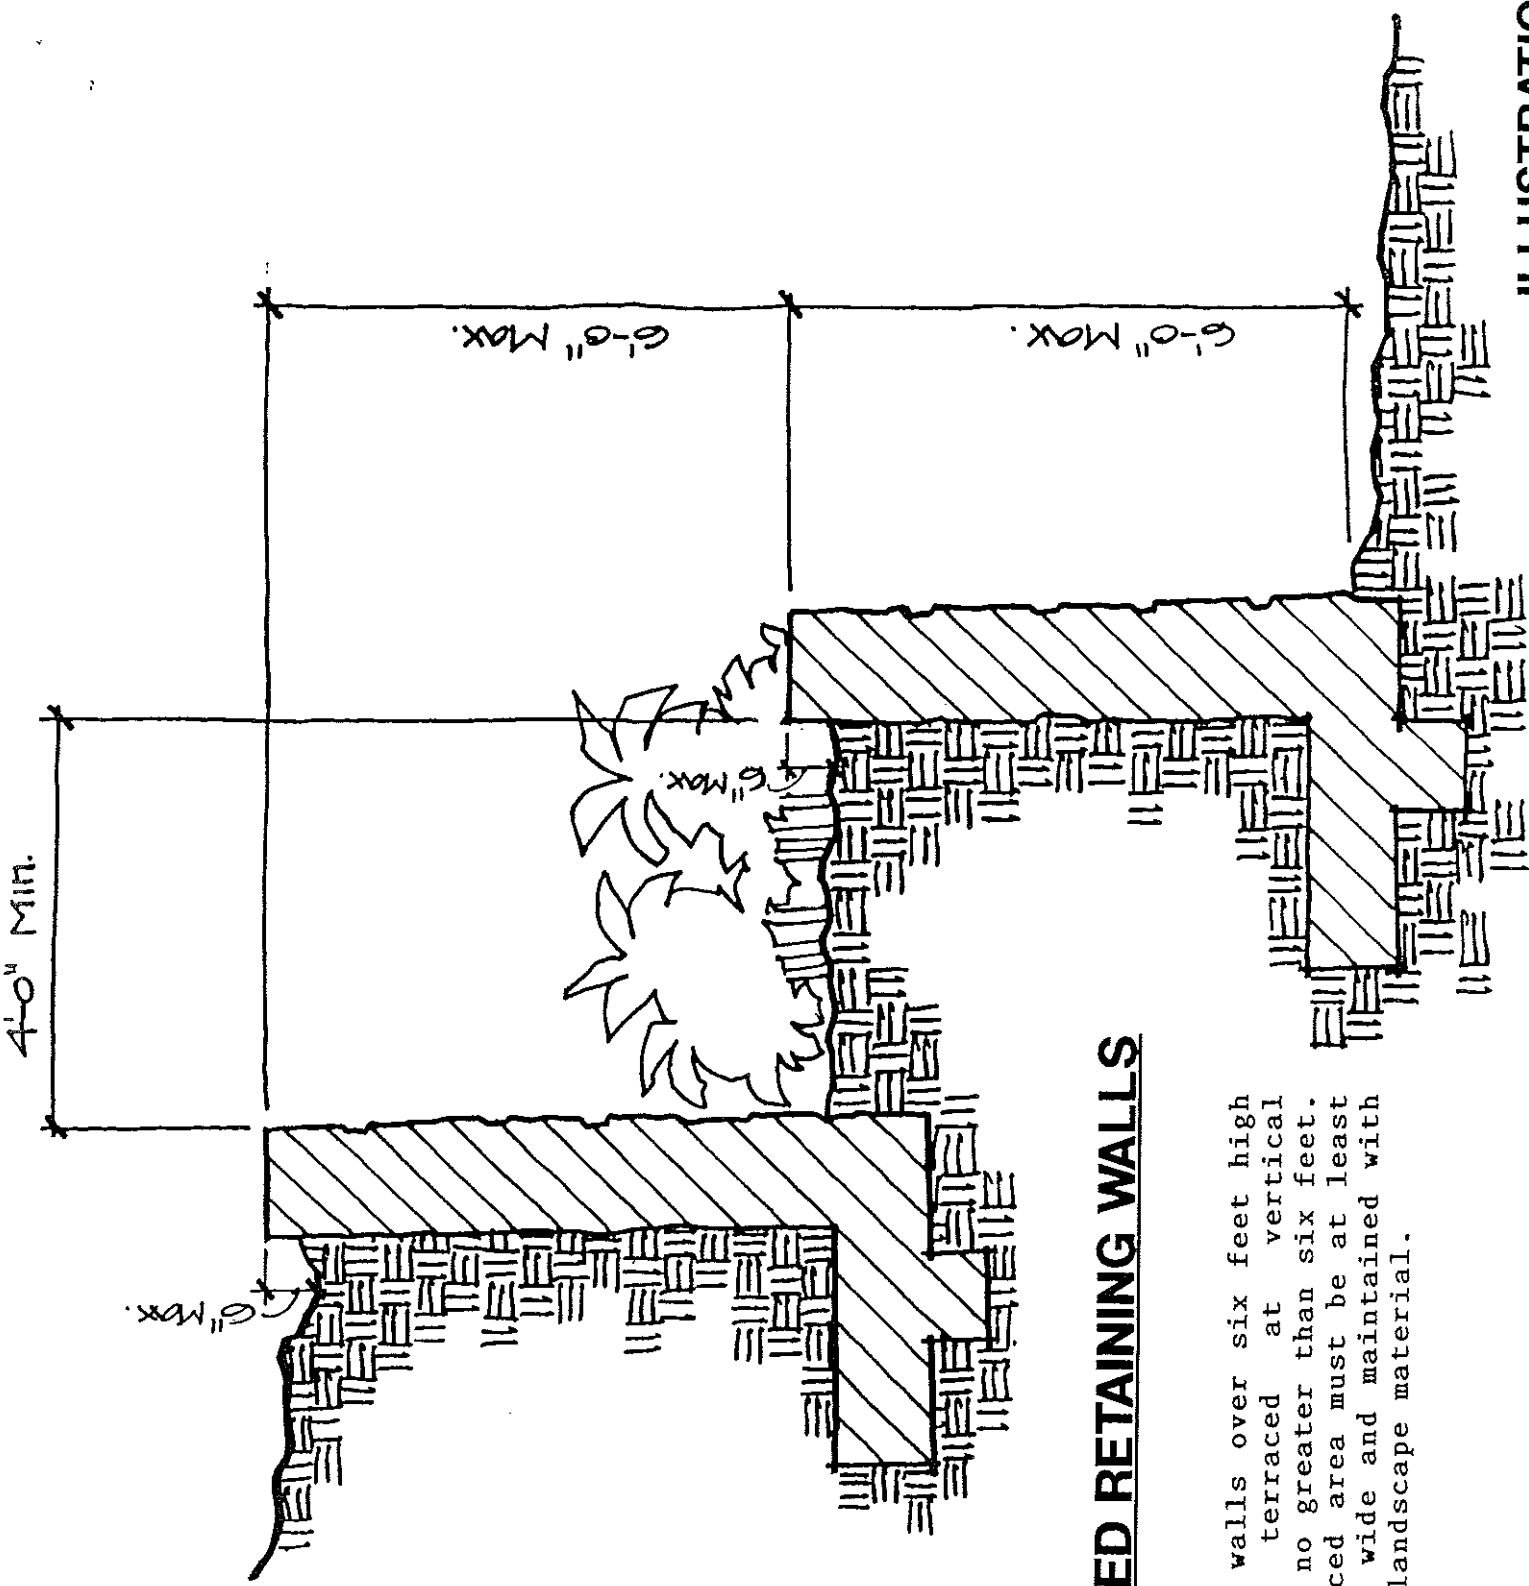 4'-0" Min.
6'-0" Max.
6'-0" Max.
6" Max.
6" Max.
ED RETAINING WALLS
walls over six feet high
terraced at vertical
no greater than six feet.
ced area must be at least
wide and maintained with
landscape material.